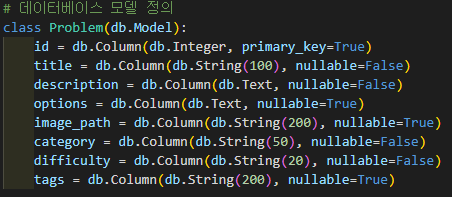 # 데이터베이스 모델 정의
class Problem(db.Model):
    id = db.Column(db.Integer, primary_key=True)
    title = db.Column(db.String(100), nullable=False)
    description = db.Column(db.Text, nullable=False)
    options = db.Column(db.Text, nullable=True)
    image_path = db.Column(db.String(200), nullable=True)
    category = db.Column(db.String(50), nullable=False)
    difficulty = db.Column(db.String(20), nullable=False)
    tags = db.Column(db.String(200), nullable=True)